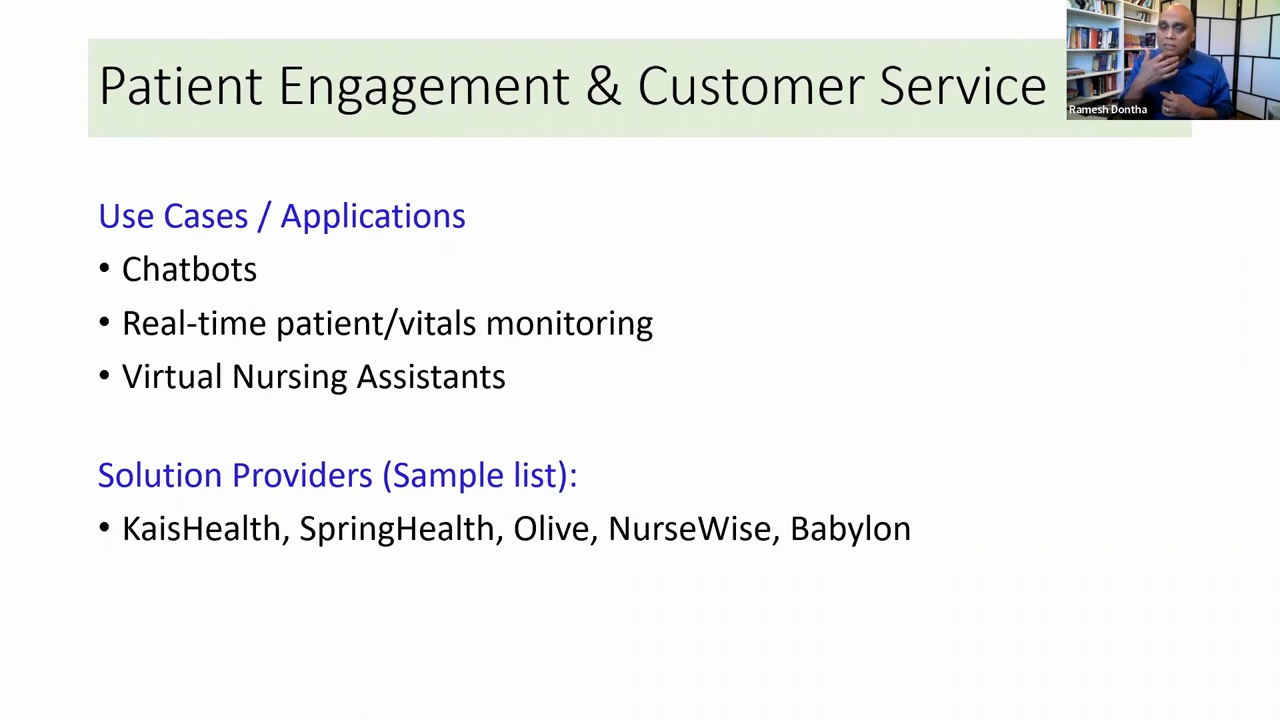 Patient Engagement & Customer Service
Ramesh Dontha
Use Cases / Applications
• Chatbots
• Real-time patient/vitals monitoring
• Virtual Nursing Assistants
Solution Providers (Sample list):
• KaisHealth, SpringHealth, Olive, NurseWise, Babylon